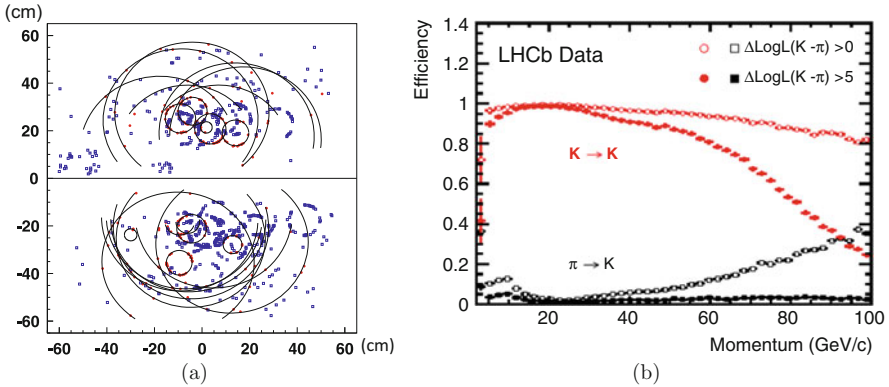 (cm)
60
40
20
0
-20
-40
-60
-60 -40 -20 0 20 40 60 (cm)
(a)
Efficiency
1.4
1.2
1
0.8
0.6
0.4
0.2
0
LHCb Data
ΔLogL(K -π) >0
ΔLogL(K -π) >5
K → K
π → K
20 40 60 80 100
Momentum (GeV/c)
(b)